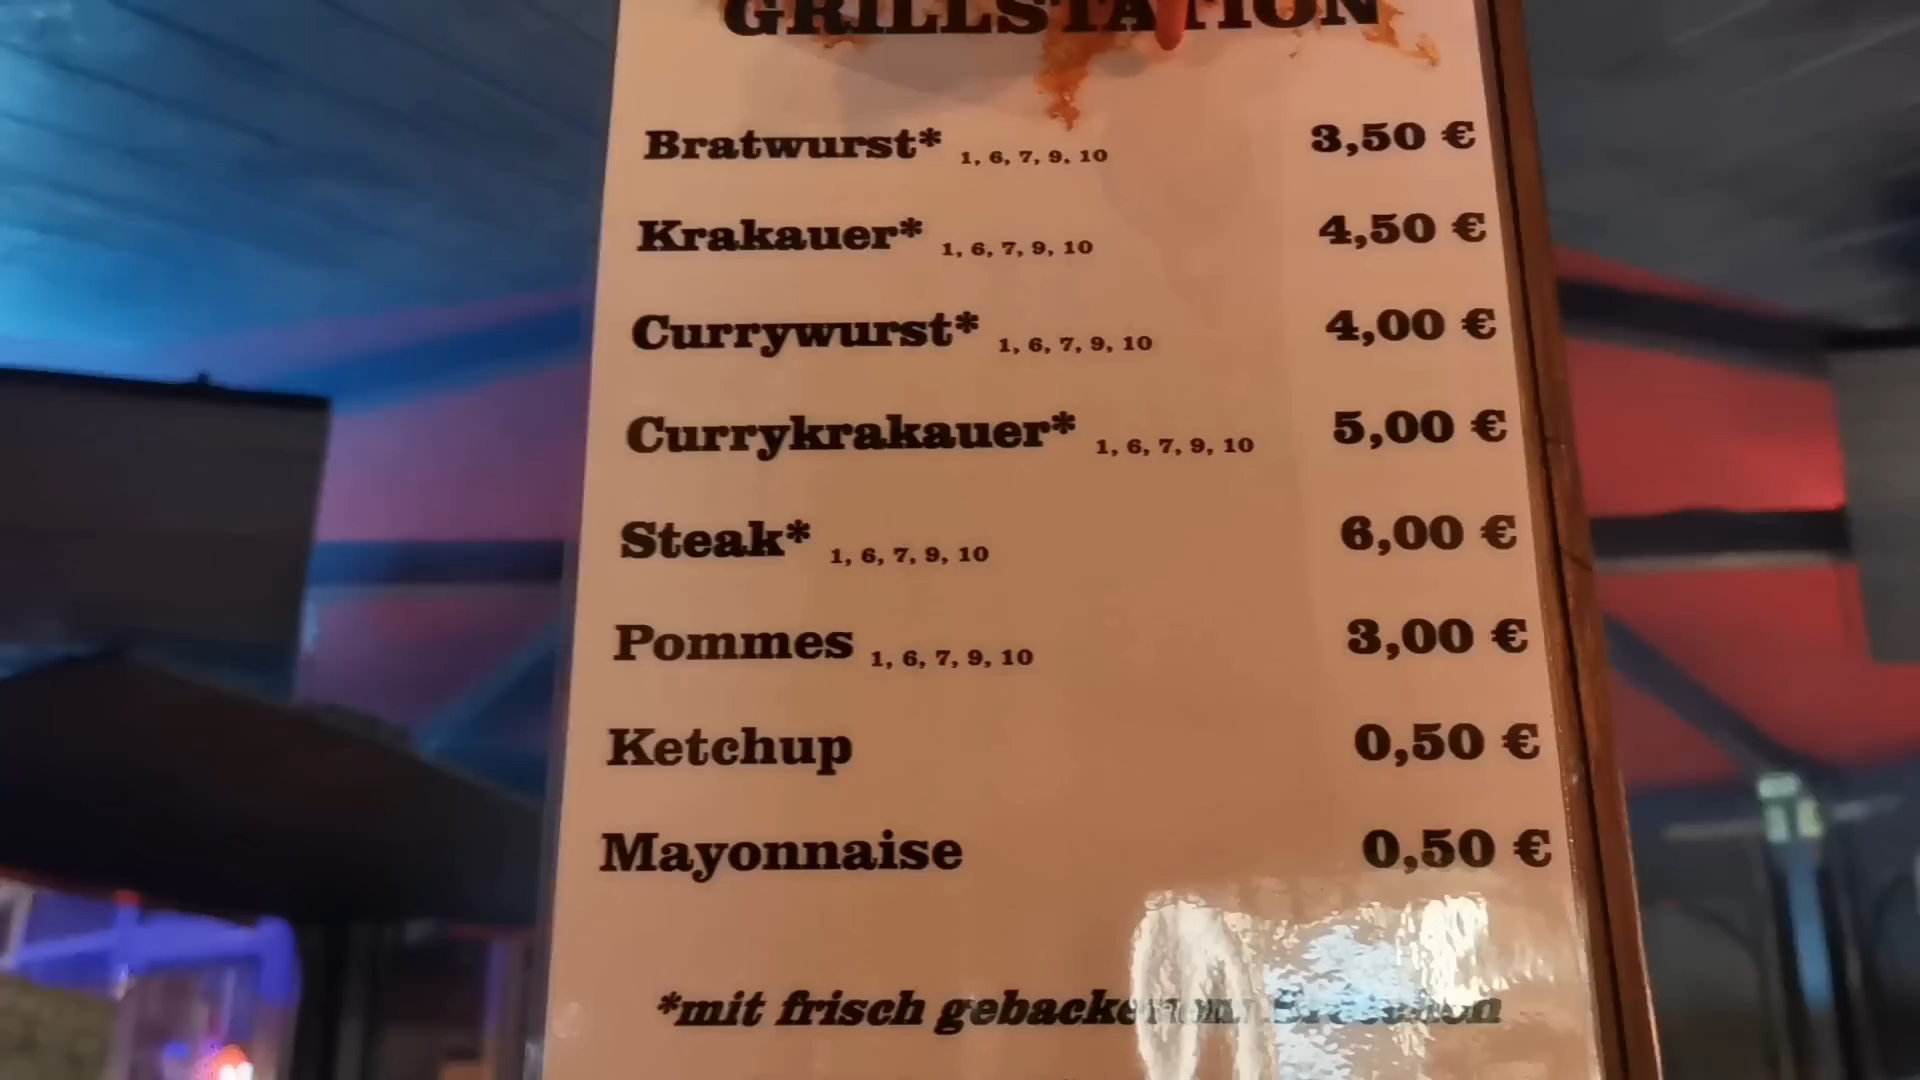 GRILLSTATION
Bratwurst* 1, 6, 7, 9, 10 3,50 €
Krakauer* 1, 6, 7, 9, 10 4,50 €
Currywurst* 1, 6, 7, 9, 10 4,00 €
Currykrakauer* 1, 6, 7, 9, 10 5,00 €
Steak* 1, 6, 7, 9, 10 6,00 €
Pommes 1, 6, 7, 9, 10 3,00 €
Ketchup 0,50 €
Mayonnaise 0,50 €
*mit frisch gebackenem